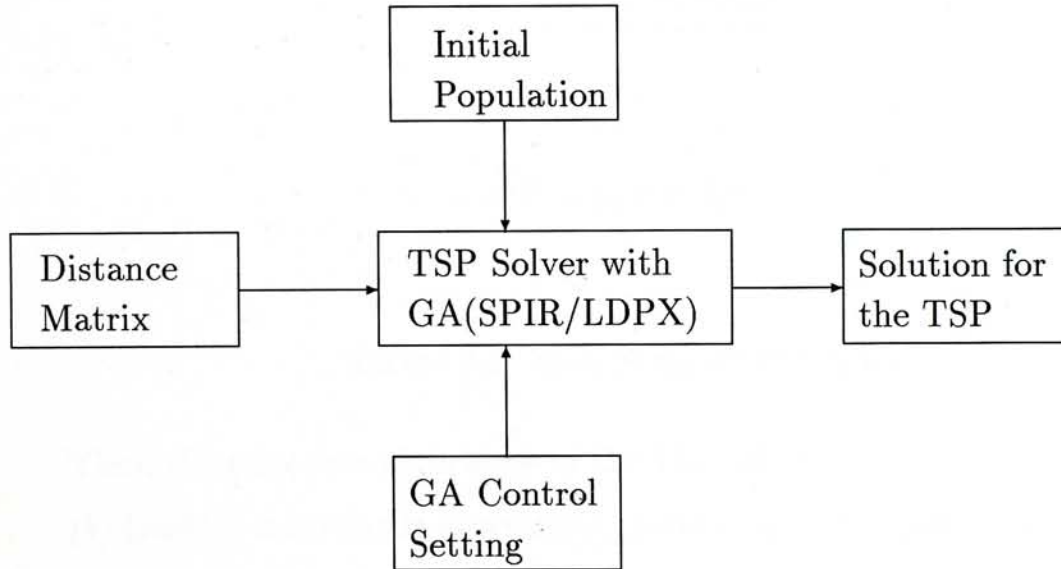 Initial
Population
Distance
Matrix
TSP Solver with
GA(SPIR/LDPX)
Solution for
the TSP
GA Control
Setting